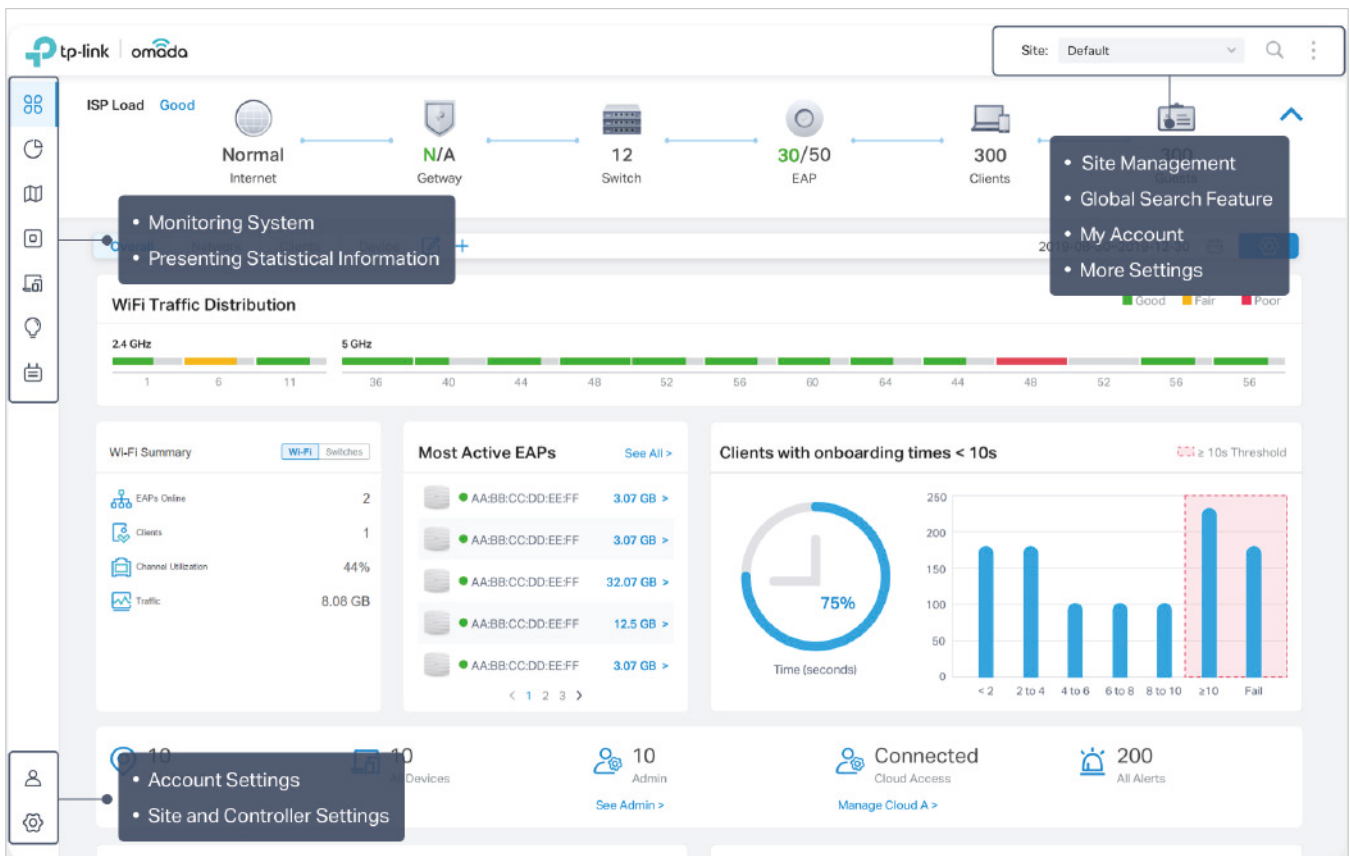 tp-link omada
Site: Default
ISP Load Good
Normal
Internet
N/A
Getway
12
Switch
30/50
EAP
300
Clients
300
• Site Management
• Global Search Feature
• My Account
• More Settings
• Monitoring System
• Presenting Statistical Information
WiFi Traffic Distribution
Good Fair Poor
2.4 GHz 5 GHz
1 6 11 36 40 44 48 52 56 60 64 44 48 52 56 56
Wi-Fi Summary
Wi-Fi Switches
EAPs Online 2
Clients 1
Channel Utilization 44%
Traffic 8.08 GB
Most Active EAPs See All >
AA:BB:CC:DD:EE:FF 3.07 GB >
AA:BB:CC:DD:EE:FF 3.07 GB >
AA:BB:CC:DD:EE:FF 32.07 GB >
AA:BB:CC:DD:EE:FF 12.5 GB >
AA:BB:CC:DD:EE:FF 3.07 GB >
< 1 2 3 >
Clients with onboarding times < 10s
≥ 10s Threshold
75%
Time (seconds)
250
200
150
100
50
0
< 2 2 to 4 4 to 6 6 to 8 8 to 10 ≥10 Fail
10
10
Devices
10
Admin
See Admin >
Connected
Cloud Access
Manage Cloud A >
200
All Alerts
• Account Settings
• Site and Controller Settings